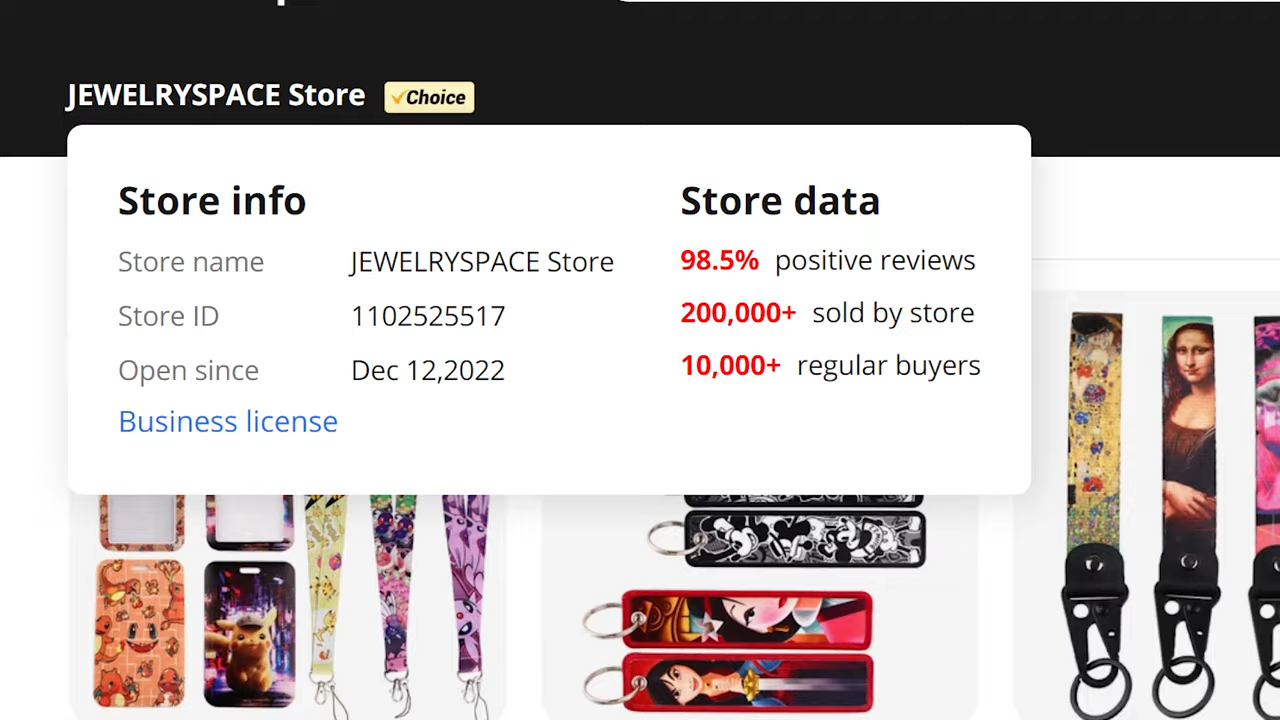 JEWELRYSPACE Store
Choice
Store info
Store name JEWELRYSPACE Store
Store ID 1102525517
Open since Dec 12,2022
Business license
Store data
98.5% positive reviews
200,000+ sold by store
10,000+ regular buyers